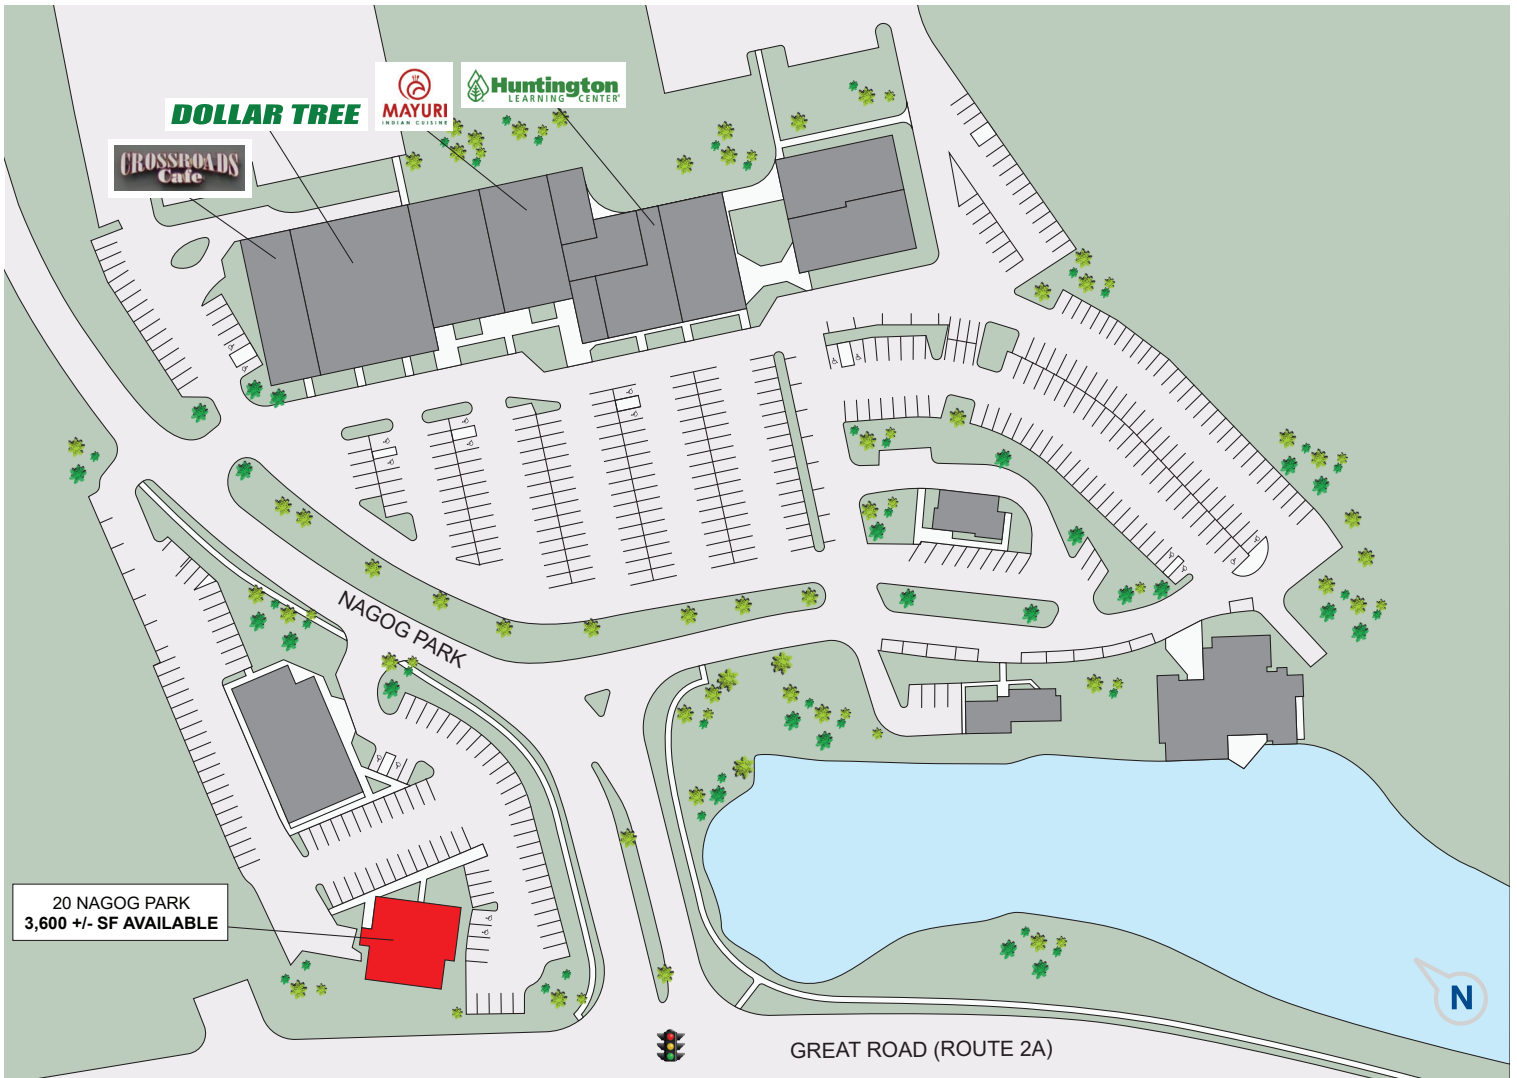 Huntington
LEARNING CENTER
MAYURI
INDIAN CUISINE
DOLLAR TREE
CROSSROADS
Cafe
NAGOG PARK
20 NAGOG PARK
3,600 +/- SF AVAILABLE
N
GREAT ROAD (ROUTE 2A)